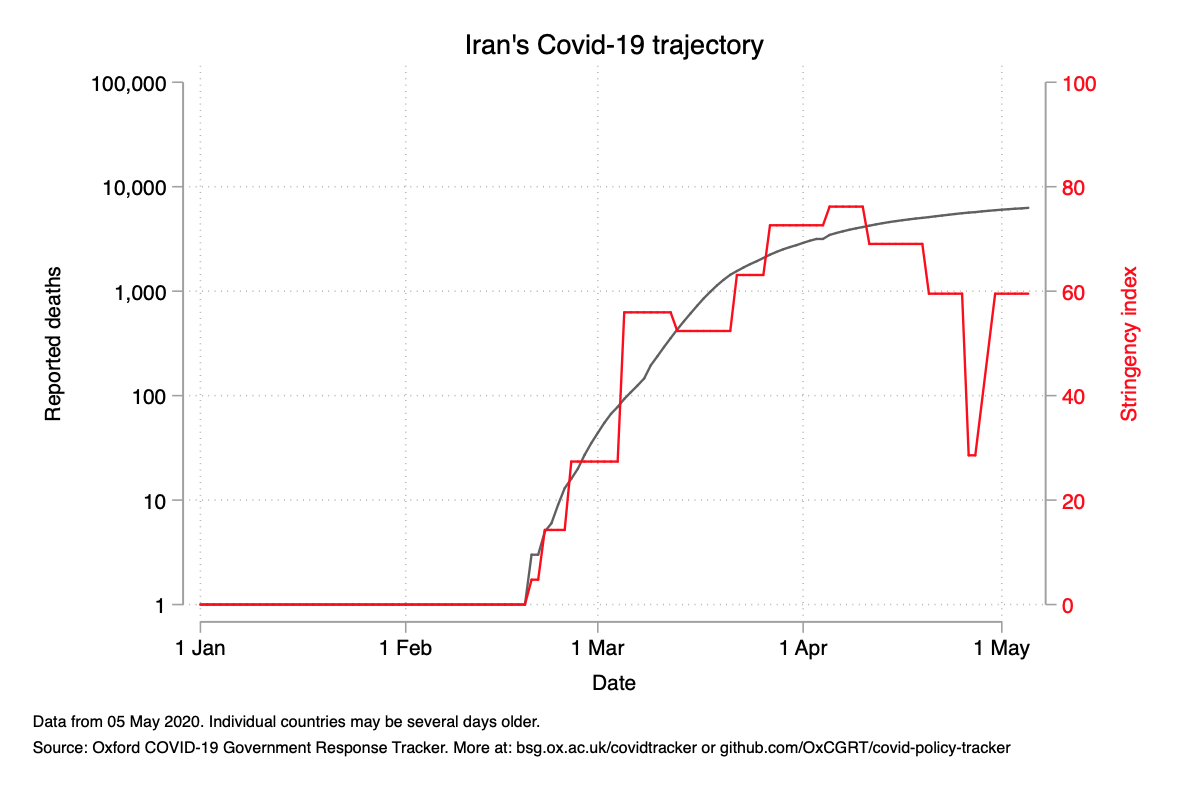 Iran's Covid-19 trajectory
100,000
10,000
1,000
100
10
1
Reported deaths
100
80
60
40
20
0
Stringency index
1 Jan
1 Feb
1 Mar
1 Apr
1 May
Date
Data from 05 May 2020. Individual countries may be several days older.
Source: Oxford COVID-19 Government Response Tracker. More at: bsg.ox.ac.uk/covidtracker or github.com/OxCGRT/covid-policy-tracker